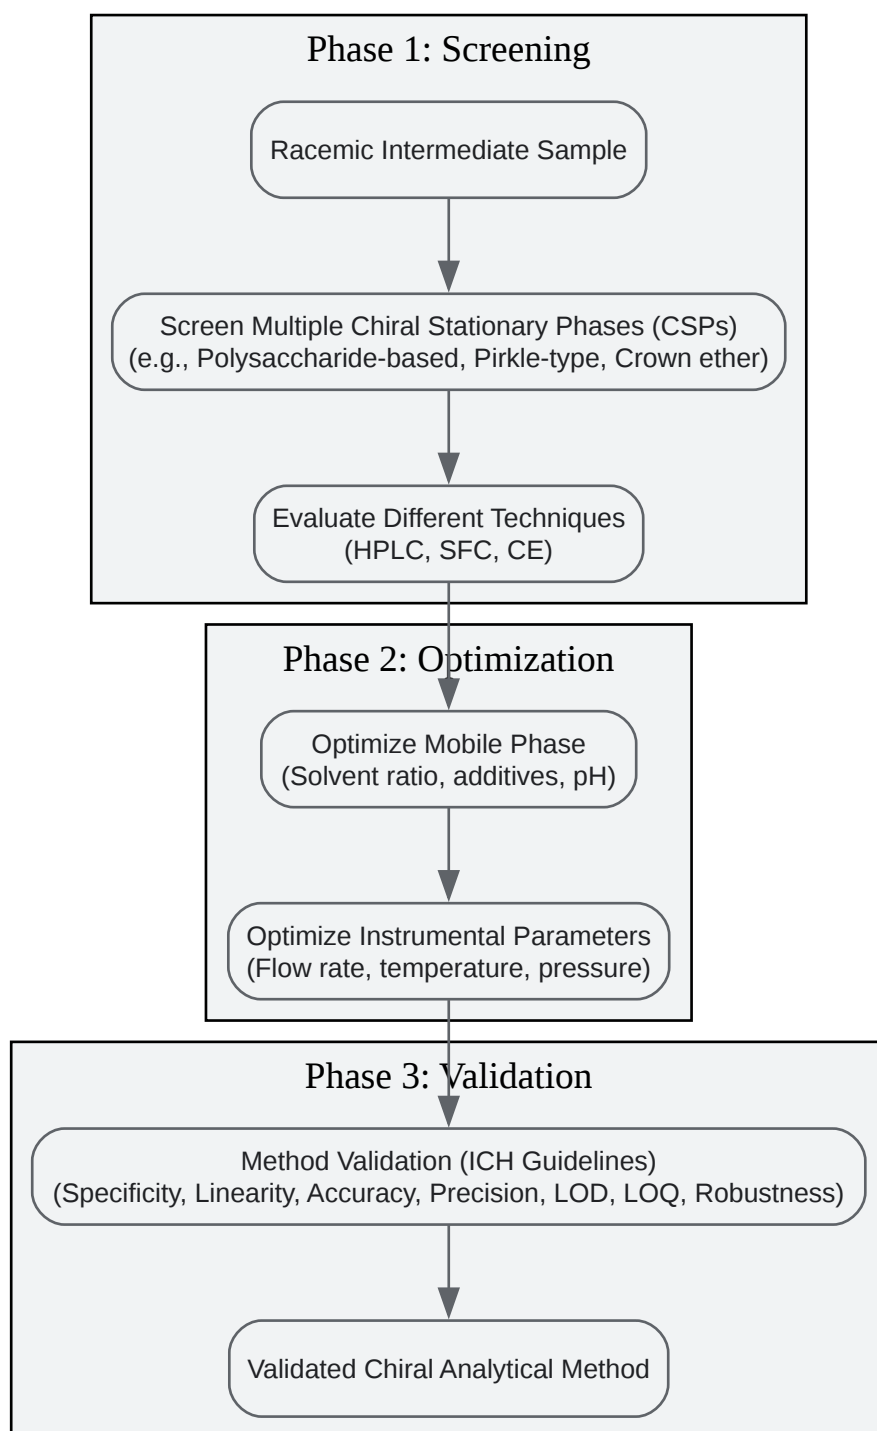 Phase 1: Screening
Racemic Intermediate Sample
Screen Multiple Chiral Stationary Phases (CSPs)
(e.g., Polysaccharide-based, Pirkle-type, Crown ether)
Evaluate Different Techniques
(HPLC, SFC, CE)
Phase 2: Optimization
Optimize Mobile Phase
(Solvent ratio, additives, pH)
Optimize Instrumental Parameters
(Flow rate, temperature, pressure)
Phase 3: Validation
Method Validation (ICH Guidelines)
(Specificity, Linearity, Accuracy, Precision, LOD, LOQ, Robustness)
Validated Chiral Analytical Method